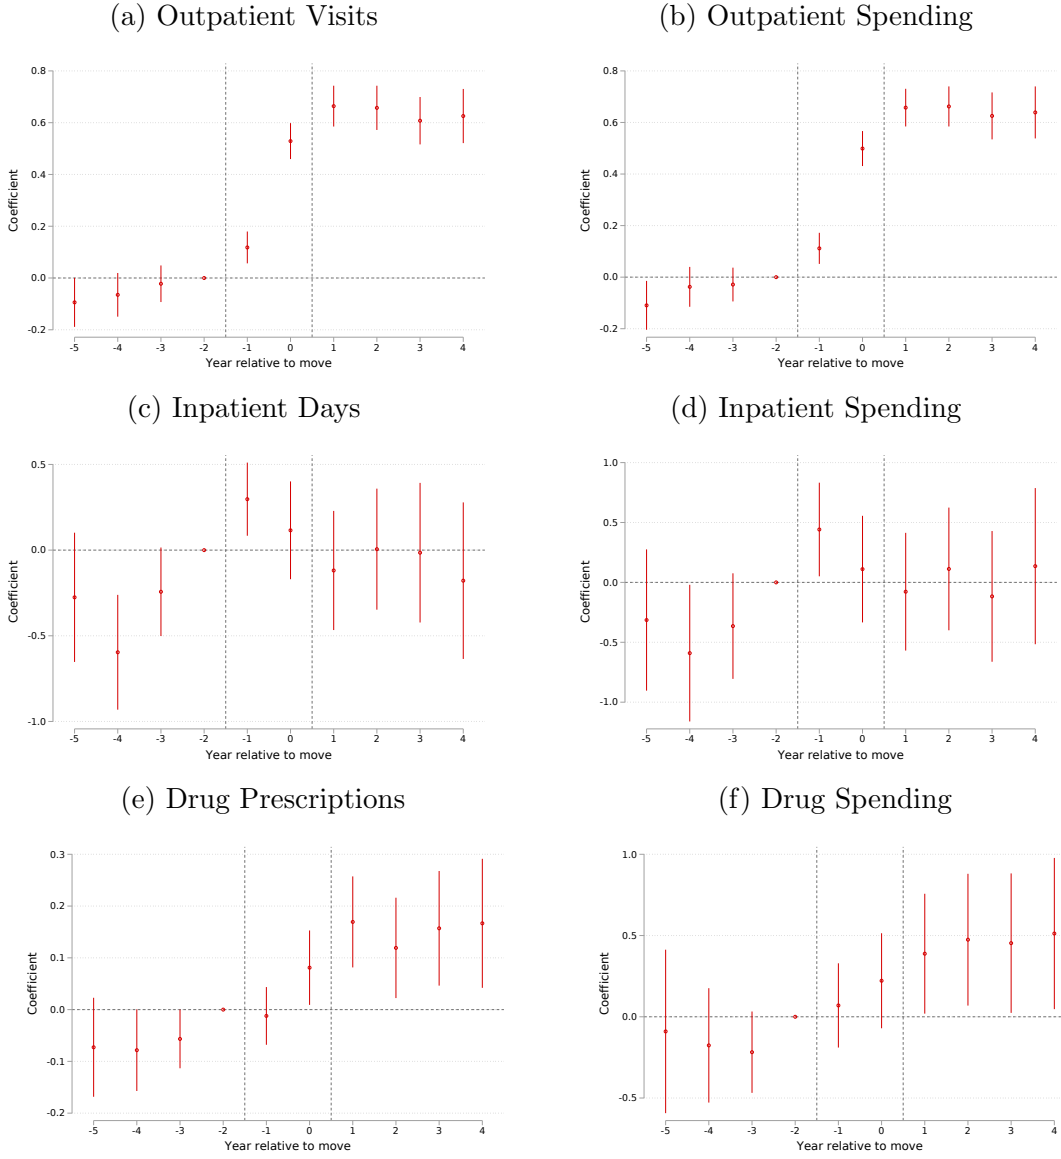 (a) Outpatient Visits
(b) Outpatient Spending
0.8
0.6
0.4
0.2
0.0
-0.2
Coefficient
-5 -4 -3 -2 -1 0 1 2 3 4
Year relative to move
0.8
0.6
0.4
0.2
0.0
-0.2
Coefficient
-5 -4 -3 -2 -1 0 1 2 3 4
Year relative to move
(c) Inpatient Days
(d) Inpatient Spending
0.5
0.0
-0.5
-1.0
Coefficient
-5 -4 -3 -2 -1 0 1 2 3 4
Year relative to move
1.0
0.5
0.0
-0.5
-1.0
Coefficient
-5 -4 -3 -2 -1 0 1 2 3 4
Year relative to move
(e) Drug Prescriptions
(f) Drug Spending
0.3
0.2
0.1
0.0
-0.1
-0.2
Coefficient
-5 -4 -3 -2 -1 0 1 2 3 4
Year relative to move
1.0
0.5
0.0
-0.5
Coefficient
-5 -4 -3 -2 -1 0 1 2 3 4
Year relative to move